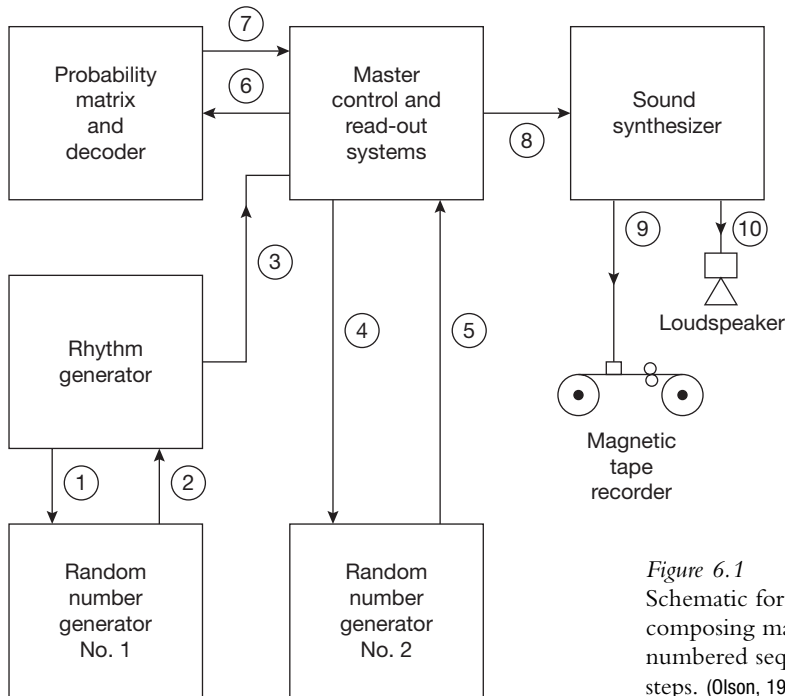 7
Probability
matrix
and
decoder
6
Master
control and
read-out
systems
8
Sound
synthesizer
9
10
Loudspeaker
3
Rhythm
generator
4
5
Magnetic
tape
recorder
1
2
Random
number
generator
No. 1
Random
number
generator
No. 2
Figure 6.1
Schematic for
composing ma
numbered seq
steps. (Olson, 19